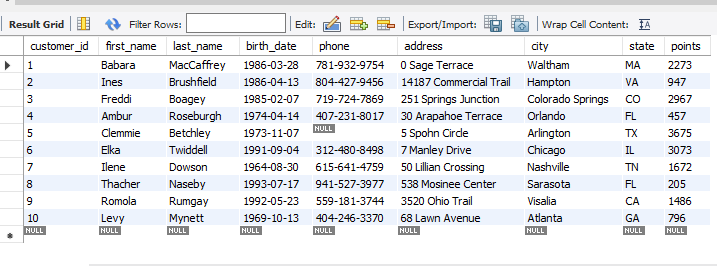 Result Grid Filter Rows: Edit: Export/Import: Wrap Cell Content: IA
customer_id first_name last_name birth_date phone address city state points
1 Babara MacCaffrey 1986-03-28 781-932-9754 0 Sage Terrace Waltham MA 2273
2 Ines Brushfield 1986-04-13 804-427-9456 14187 Commercial Trail Hampton VA 947
3 Freddi Boagey 1985-02-07 719-724-7869 251 Springs Junction Colorado Springs CO 2967
4 Ambur Roseburgh 1974-04-14 407-231-8017 30 Arapahoe Terrace Orlando FL 457
5 Clemmie Betchley 1973-11-07 NULL 5 Spohn Circle Arlington TX 3675
6 Elka Twiddell 1991-09-04 312-480-8498 7 Manley Drive Chicago IL 3073
7 Ilene Dowson 1964-08-30 615-641-4759 50 Lillian Crossing Nashville TN 1672
8 Thacher Naseby 1993-07-17 941-527-3977 538 Mosinee Center Sarasota FL 205
9 Romola Rumgay 1992-05-23 559-181-3744 3520 Ohio Trail Visalia CA 1486
10 Levy Mynett 1969-10-13 404-246-3370 68 Lawn Avenue Atlanta GA 796
NULL NULL NULL NULL NULL NULL NULL NULL NULL